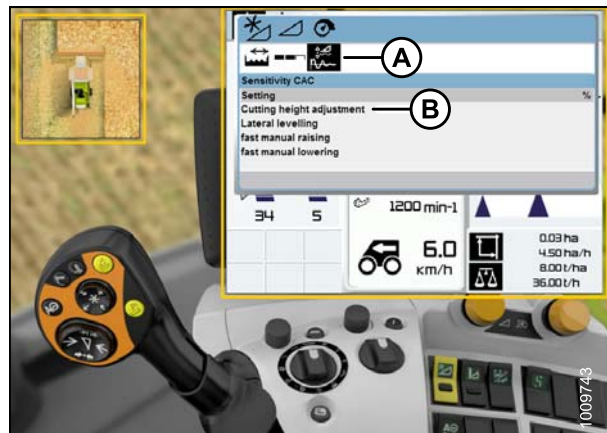 A
Sensitivity CAC
Setting %
Cutting height adjustment B
Lateral levelling
fast manual raising
fast manual lowering
34 5
1200 min-1
6.0
km/h
0.03 ha
4.50 ha/h
8.00 t/ha
36.00 t/h
1009743